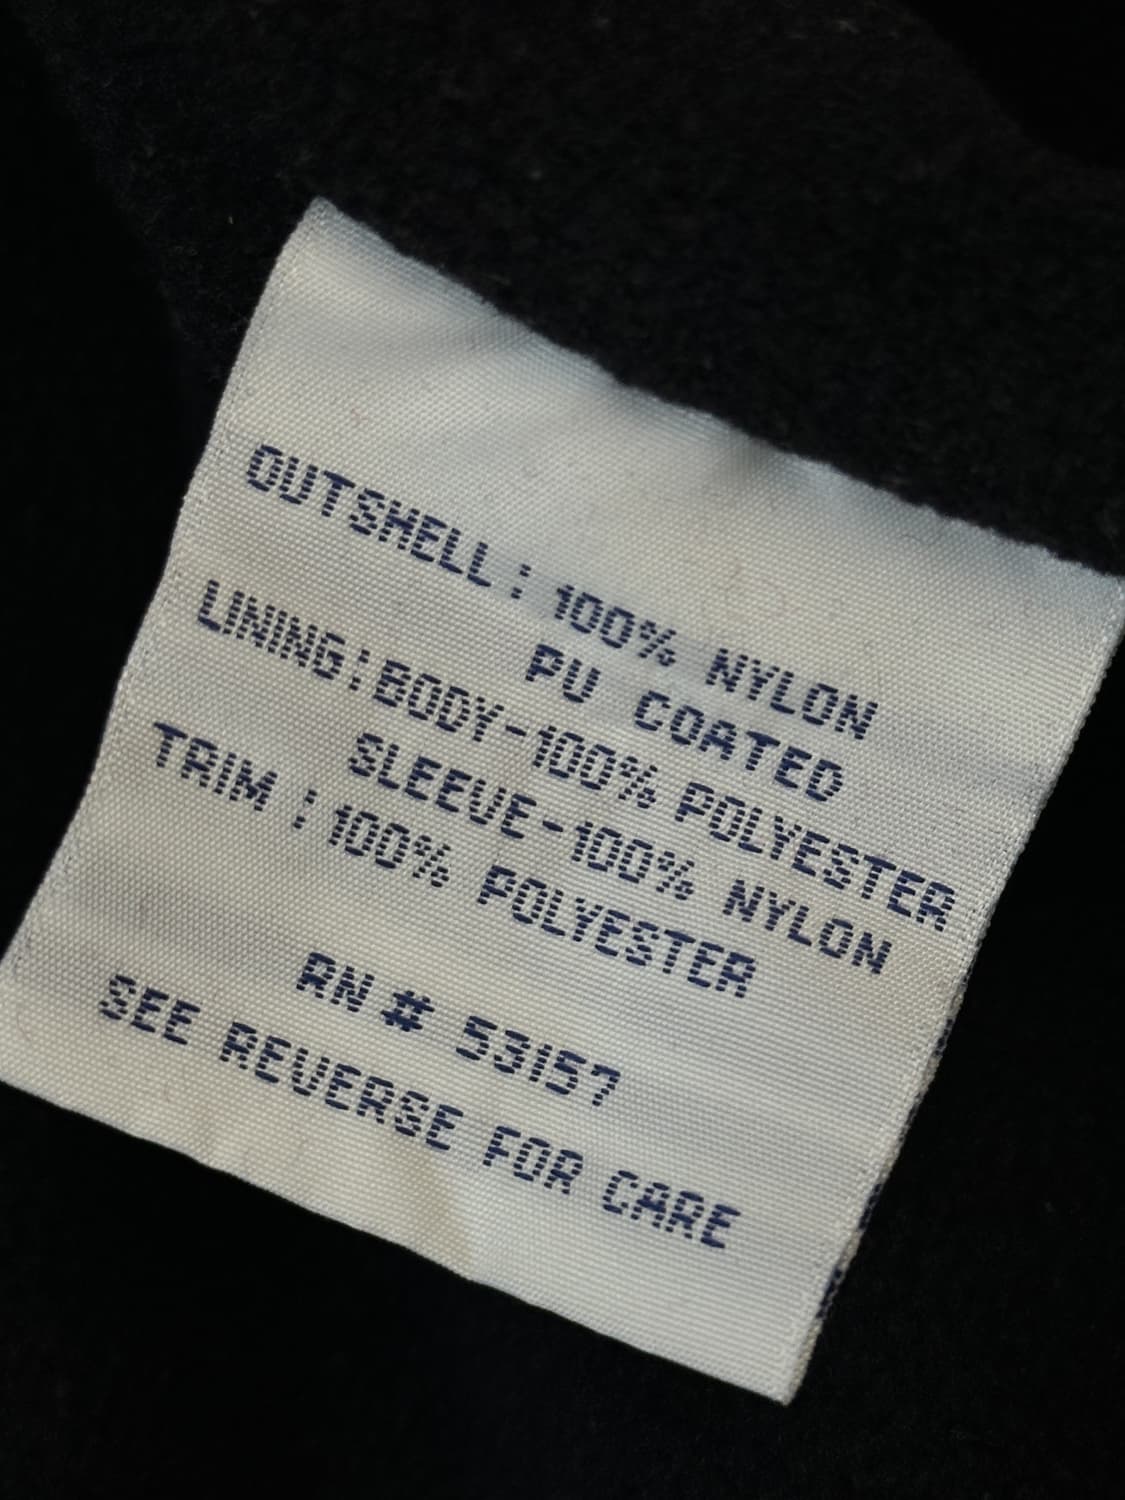 OUTSHELL: 100% NYLON
PU COATED
LINING: BODY-100% POLYESTER
SLEEVE-100% NYLON
TRIM : 100% POLYESTER
RN # 53157
SEE REVERSE FOR CARE